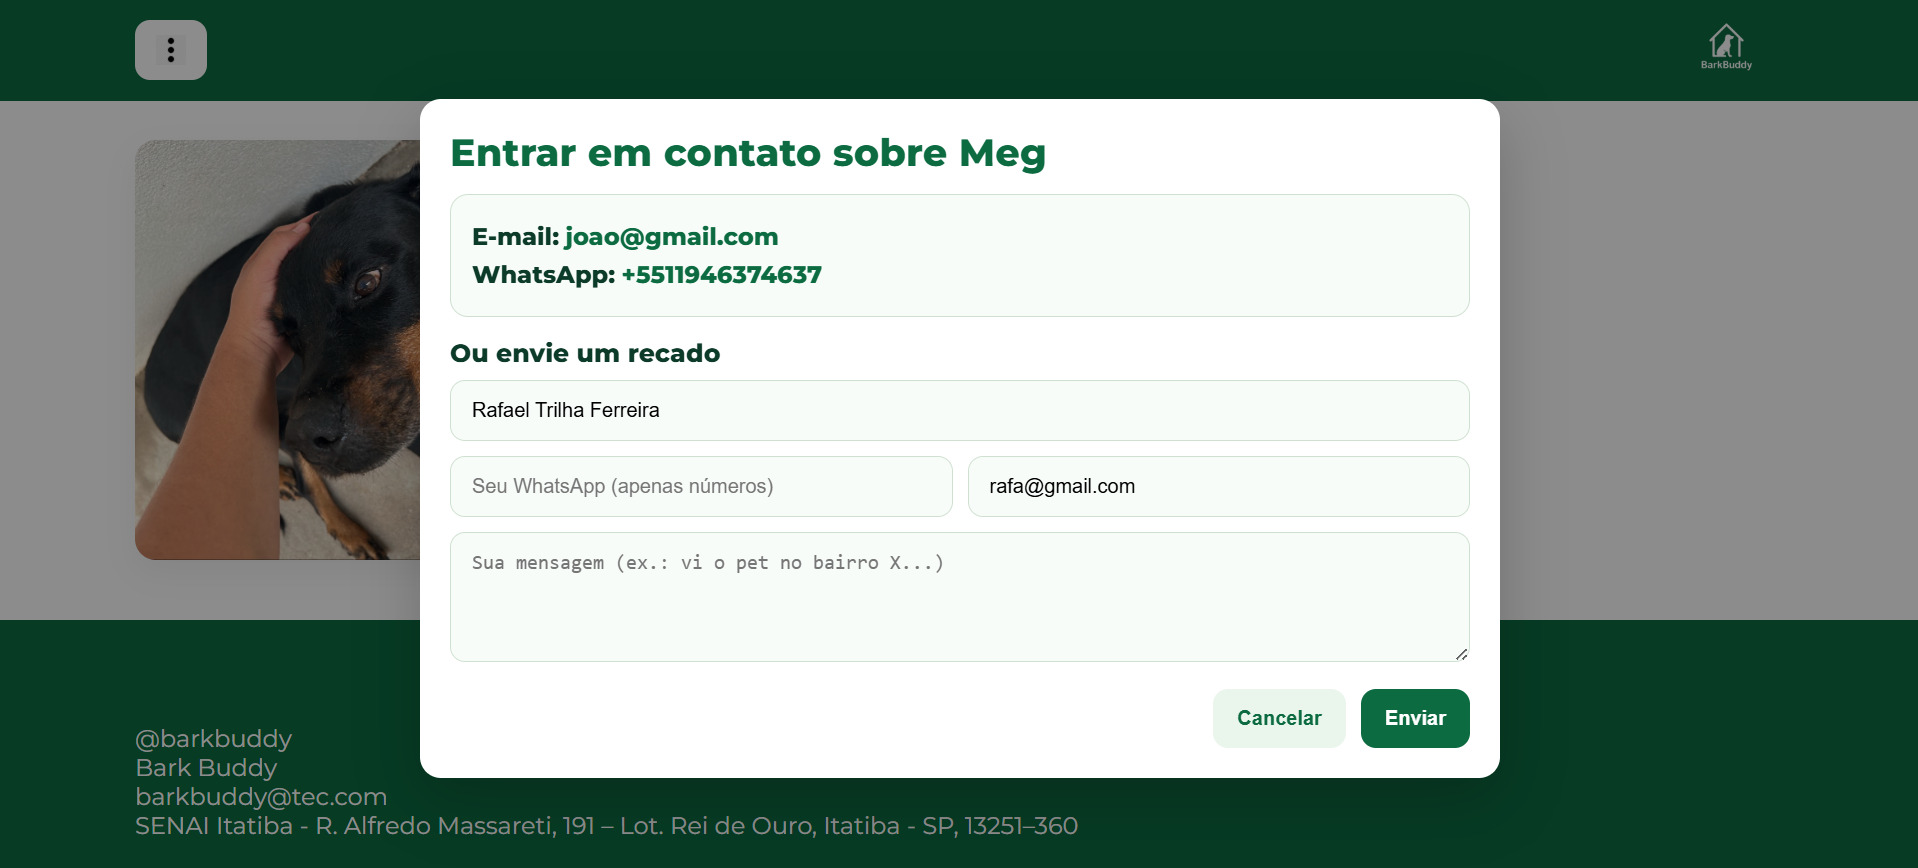 BarkBuddy
Entrar em contato sobre Meg
E-mail: joao@gmail.com
WhatsApp: +5511946374637
Ou envie um recado
Rafael Trilha Ferreira
Seu WhatsApp (apenas números)
rafa@gmail.com
Sua mensagem (ex.: vi o pet no bairro X...)
Cancelar
Enviar
@barkbuddy
Bark Buddy
barkbuddy@tec.com
SENAI Itatiba - R. Alfredo Massareti, 191 – Lot. Rei de Ouro, Itatiba - SP, 13251–360